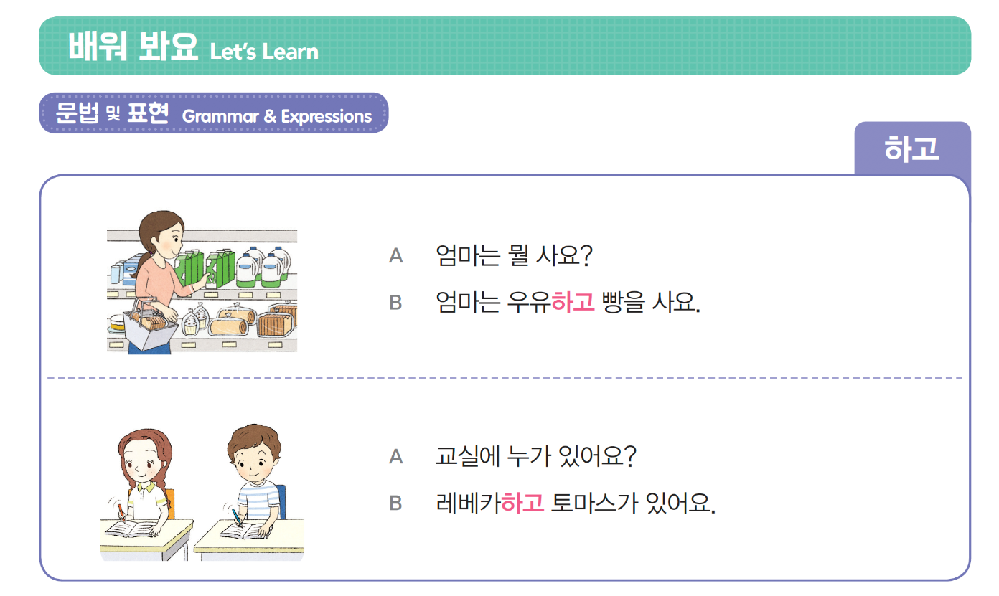 배워 봐요 Let's Learn
문법 및 표현 Grammar & Expressions
하고
A 엄마는 뭘 사요?
B 엄마는 우유하고 빵을 사요.
A 교실에 누가 있어요?
B 레베카하고 토마스가 있어요.